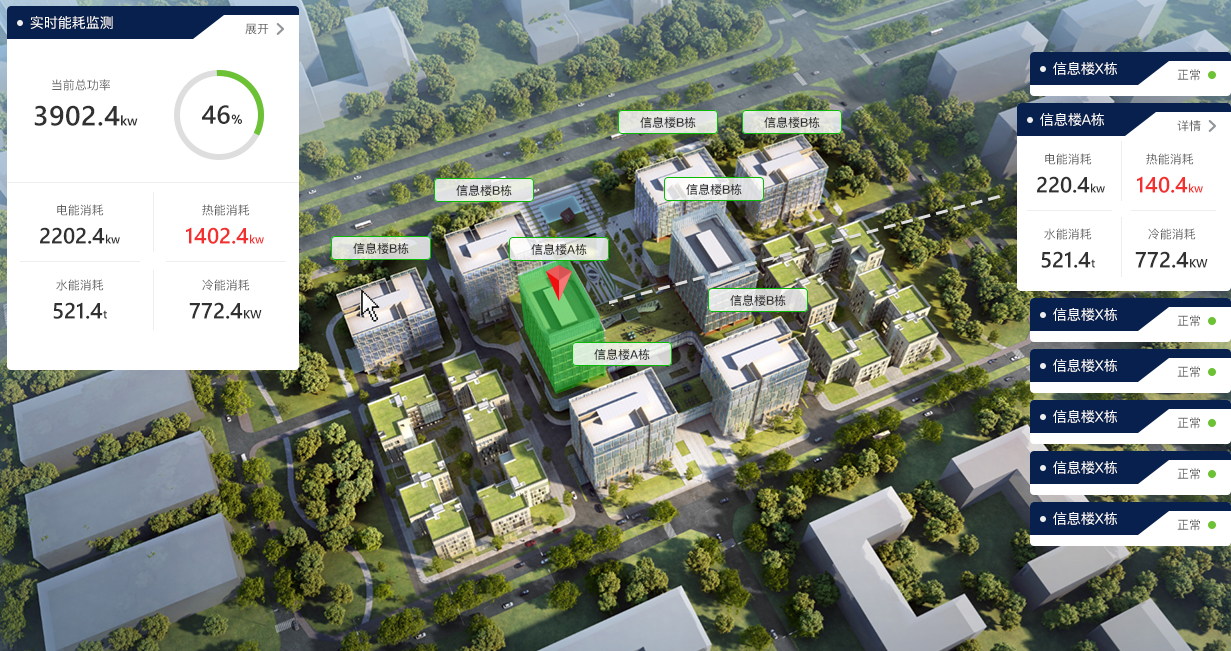 实时能耗监测
展开
当前总功率
3902.4kw
46%
电能消耗
2202.4kw
热能消耗
1402.4kw
水能消耗
521.4t
冷能消耗
772.4KW
信息楼B栋
信息楼B栋
信息楼B栋
信息楼B栋
信息楼B栋
信息楼A栋
信息楼B栋
信息楼A栋
信息楼X栋
正常
信息楼A栋
详情
电能消耗
220.4kw
热能消耗
140.4kw
水能消耗
521.4t
冷能消耗
772.4KW
信息楼X栋
正常
信息楼X栋
正常
信息楼X栋
正常
信息楼X栋
正常
信息楼X栋
正常